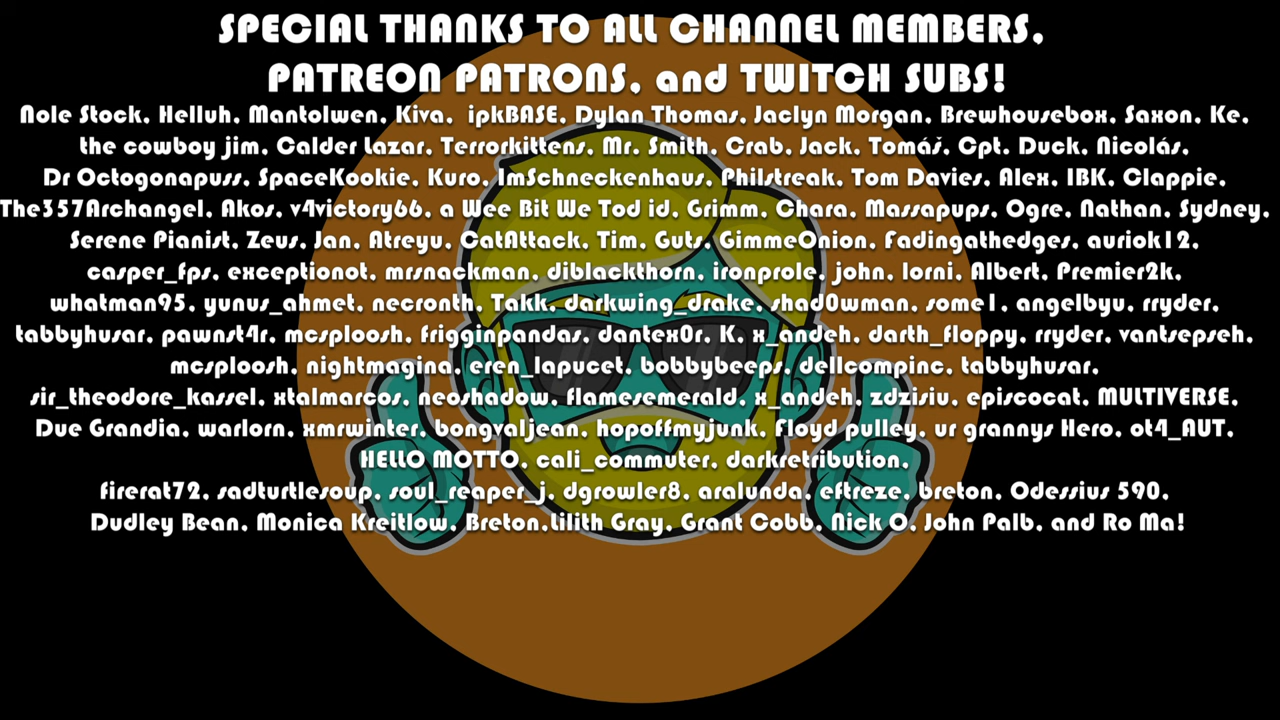 SPECIAL THANKS TO ALL CHANNEL MEMBERS,
PATREON PATRONS, and TWITCH SUBS!
Nole Stock, Helluh, Mantolwen, Kiva, ipkBASE, Dylan Thomas, Jaclyn Morgan, Brewhousebox, Saxon, Ke,
the cowboy jim, Calder Lazar, Terrorkittens, Mr. Smith, Crab, Jack, Tomáš, Cpt. Duck, Nicolás,
Dr Octogonapuss, SpaceKookie, Kuro, ImSchneckenhaus, Philstreak, Tom Davies, Alex, IBK, Clappie,
The357Archangel, Akos, v4victory66, a Wee Bit We Tod id, Grimm, Chara, Massapups, Ogre, Nathan, Sydney,
Serene Pianist, Zeus, Jan, Atreyu, CatAttack, Tim, Guts, GimmeOnion, Fadingathedges, auriok12,
casper_fps, exceptionot, mrsnackman, diblackthorn, ironprole, john, lorni, Albert, Premier2k,
whatman95, yunus_ahmet, necronth, Takk, darkwing_drake, shad0wman, some1, angelbyu, rryder,
tabbyhusar, pawnst4r, mcsploosh, frigginpandas, dantex0r, K, x_andeh, darth_floppy, rryder, vantsepseh,
mcsploosh, nightmagina, eren_lapucet, bobbybeeps, dellcompinc, tabbyhusar,
sir_theodore_kassel, xtalmarcos, neoshadow, flamesemerald, x_andeh, zdzisiu, episcocat, MULTIVERSE,
Due Grandia, warlorn, xmrwinter, bongvaljean, hopoffmyjunk, Floyd pulley, ur grannys Hero, ot4_AUT,
HELLO MOTTO, cali_commuter, darkretribution,
firerat72, sadturtlesoup, soul_reaper_j, dgrowler8, aralunda, eftreze, breton, Odessius 590,
Dudley Bean, Monica Kreitlow, Breton,Lilith Gray, Grant Cobb, Nick O, John Palb, and Ro Ma!